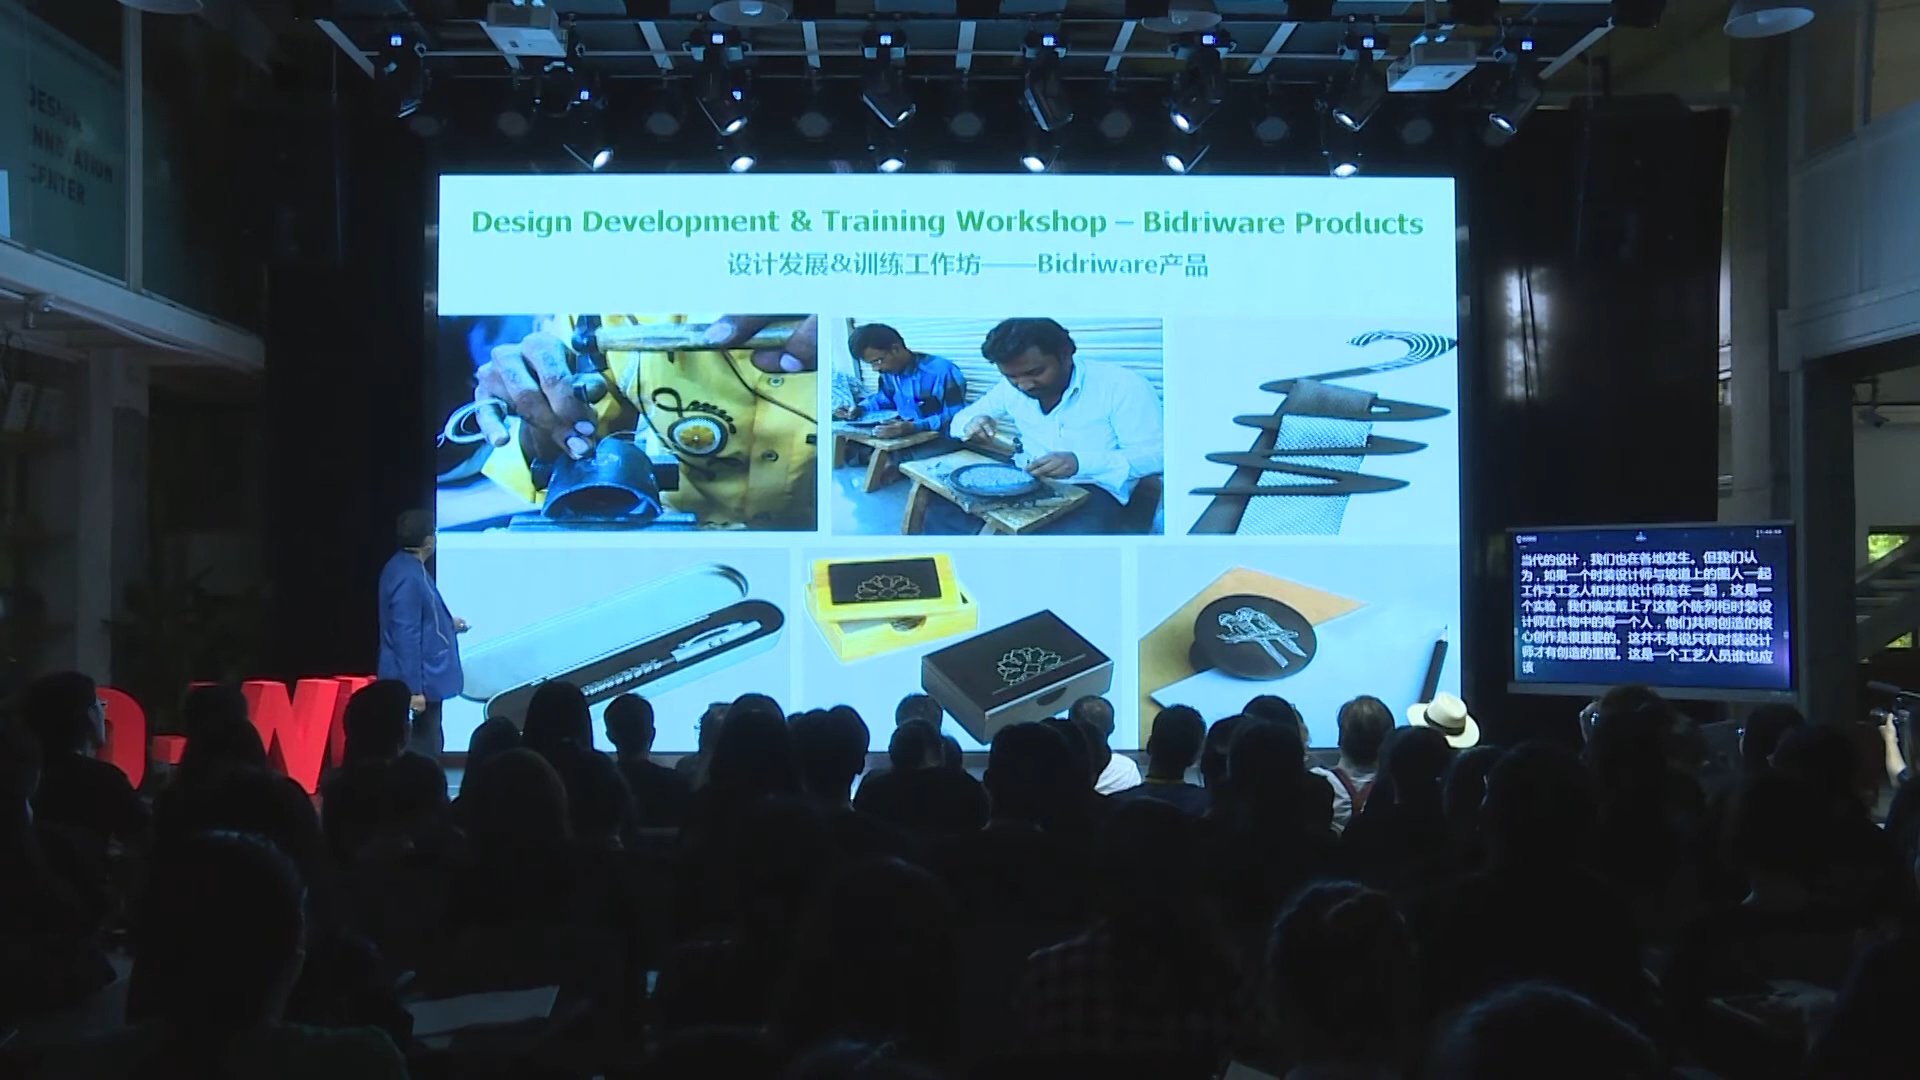 DESIGN
INNOVATION
CENTER
Design Development & Training Workshop – Bidriware Products
设计发展&训练工作坊——Bidriware产品
当代的设计，我们也在各地发生。但我们认
为，如果一个时装设计师与坡道上的图人一起
工作手工艺人和时装设计师走在一起，这是一
个实验，我们确实戴上了这整个陈列柜时装设
计师在作物中的每一个人，他们共同创造的核
心创作是很重要的。这并不是说只有时装设计
师才有创造的里程。这是一个工艺人员谁也应
该